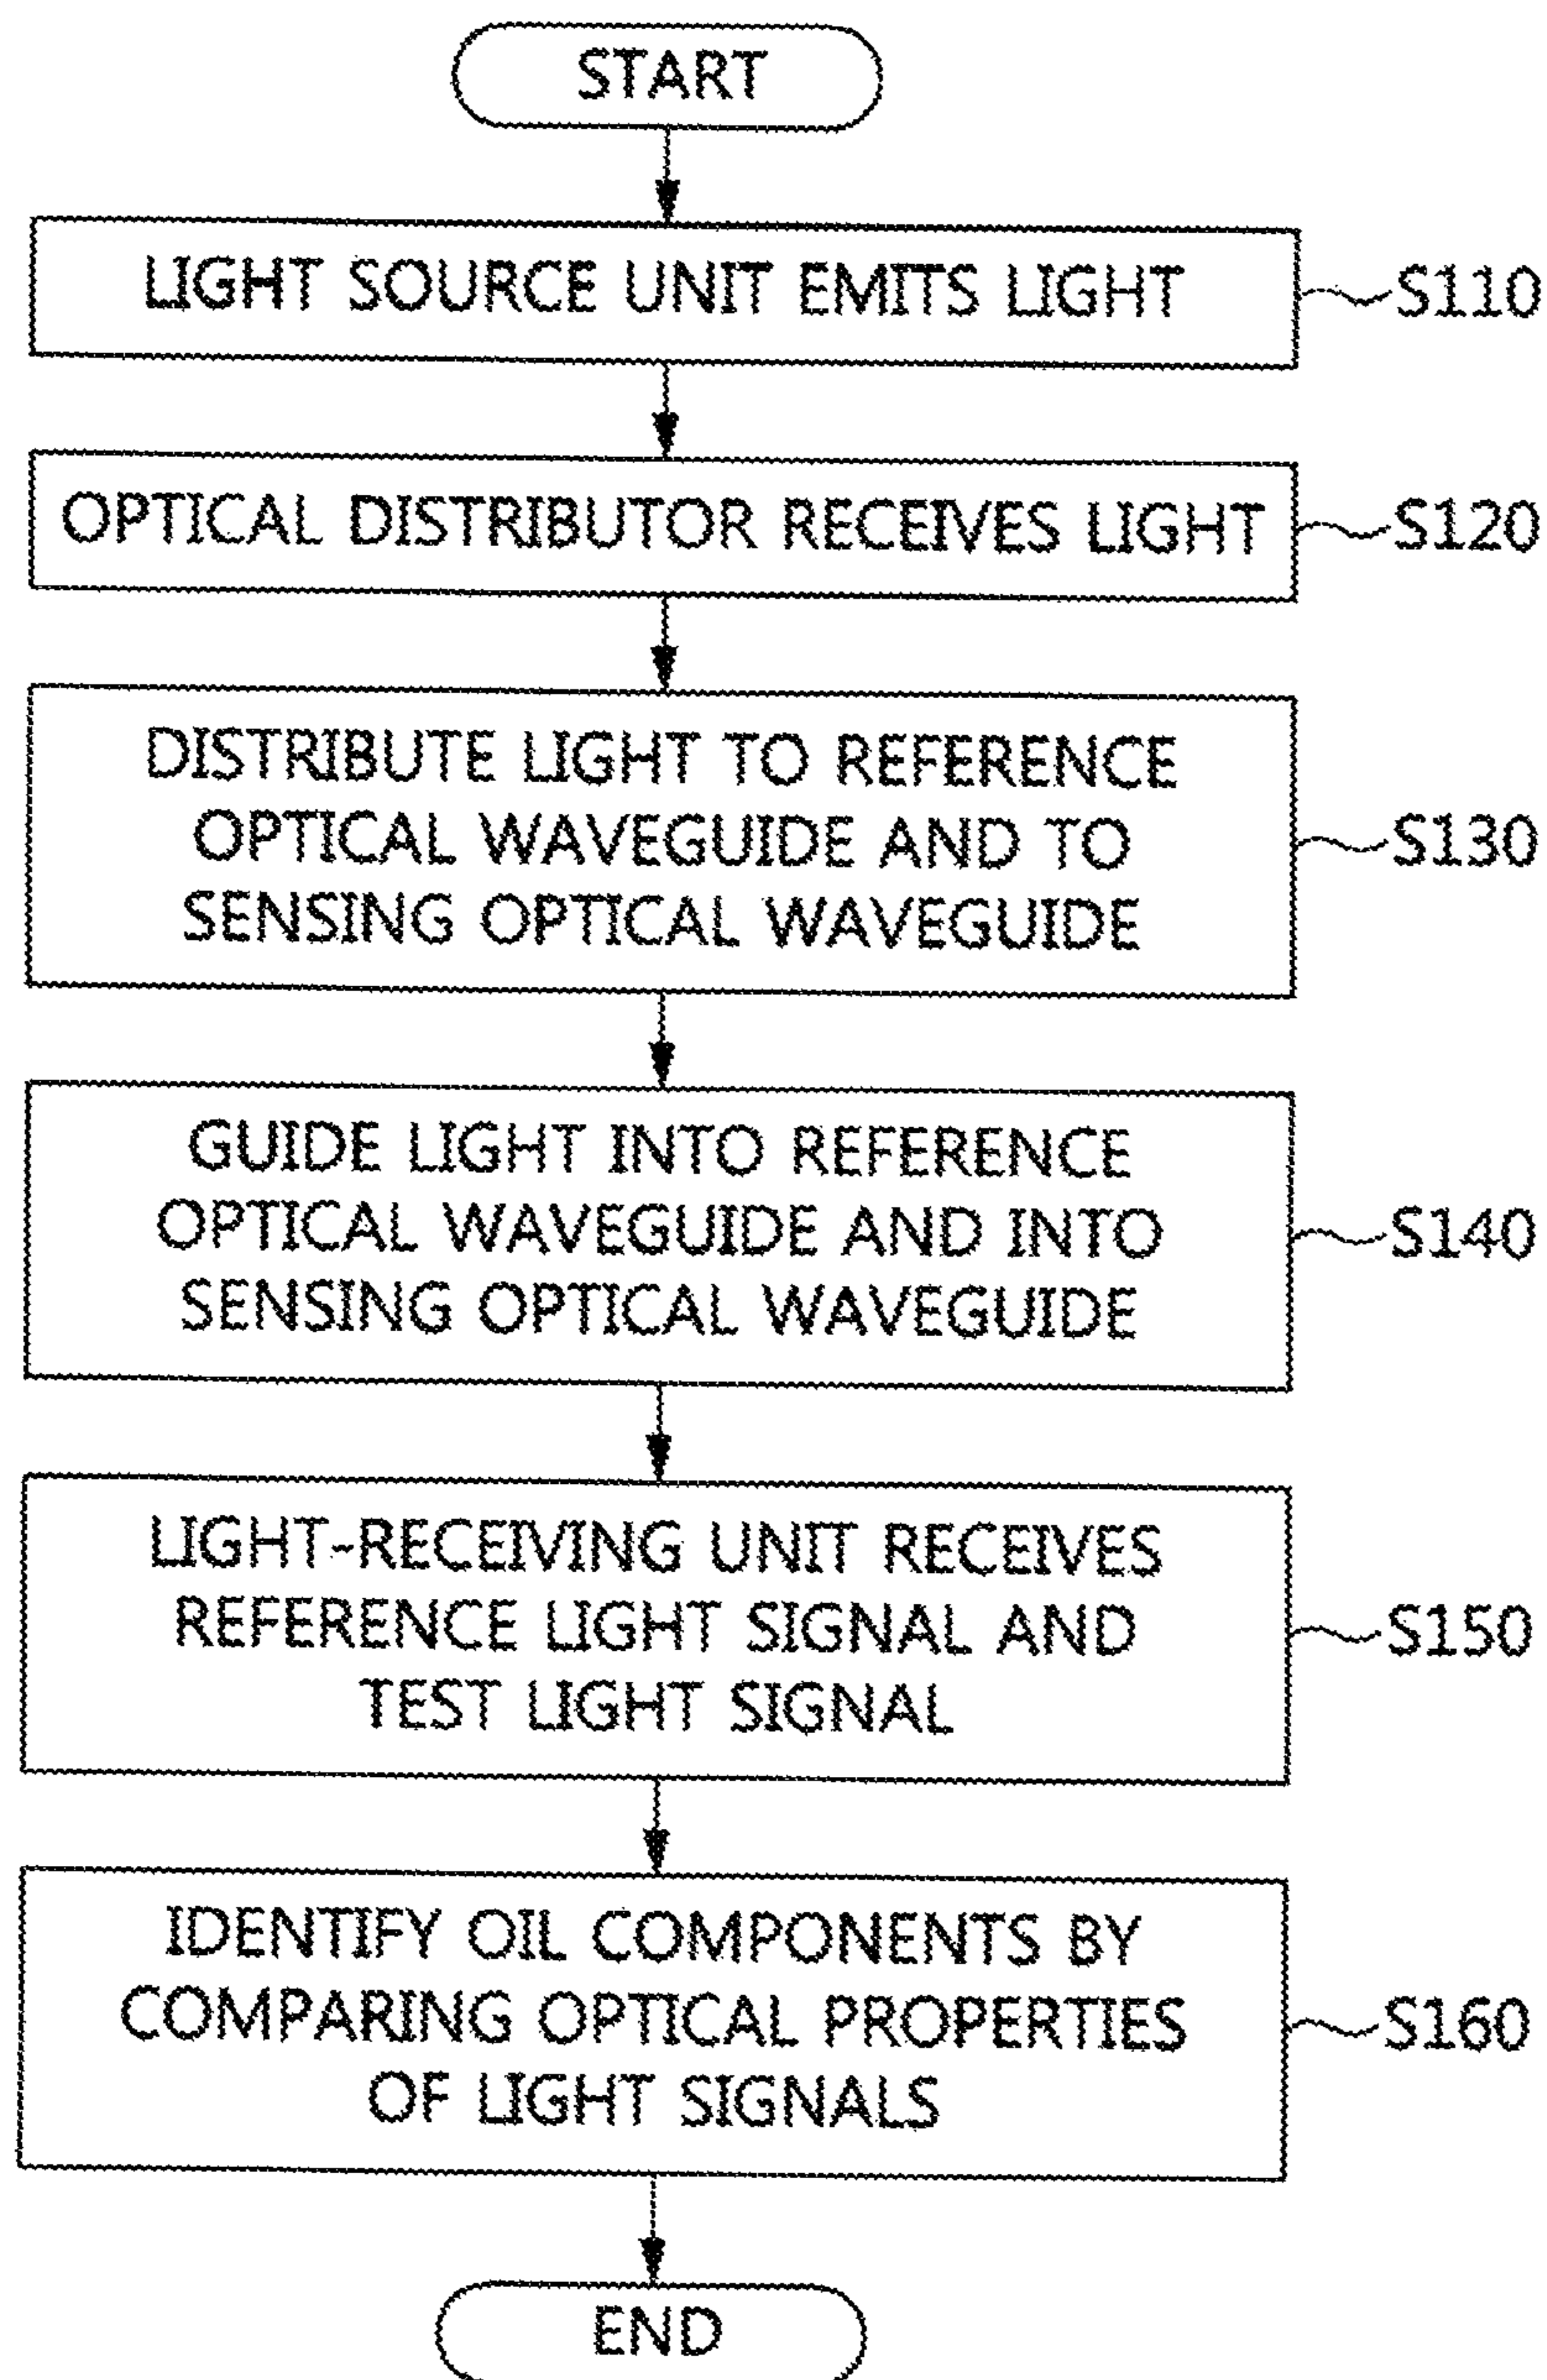 START
LIGHT SOURCE UNIT EMITS LIGHT
S110
OPTICAL DISTRIBUTOR RECEIVES LIGHT
S120
DISTRIBUTE LIGHT TO REFERENCE
OPTICAL WAVEGUIDE AND TO
SENSING OPTICAL WAVEGUIDE
S130
GUIDE LIGHT INTO REFERENCE
OPTICAL WAVEGUIDE AND INTO
SENSING OPTICAL WAVEGUIDE
S140
LIGHT-RECEIVING UNIT RECEIVES
REFERENCE LIGHT SIGNAL AND
TEST LIGHT SIGNAL
S150
IDENTIFY OIL COMPONENTS BY
COMPARING OPTICAL PROPERTIES
OF LIGHT SIGNALS
S160
END